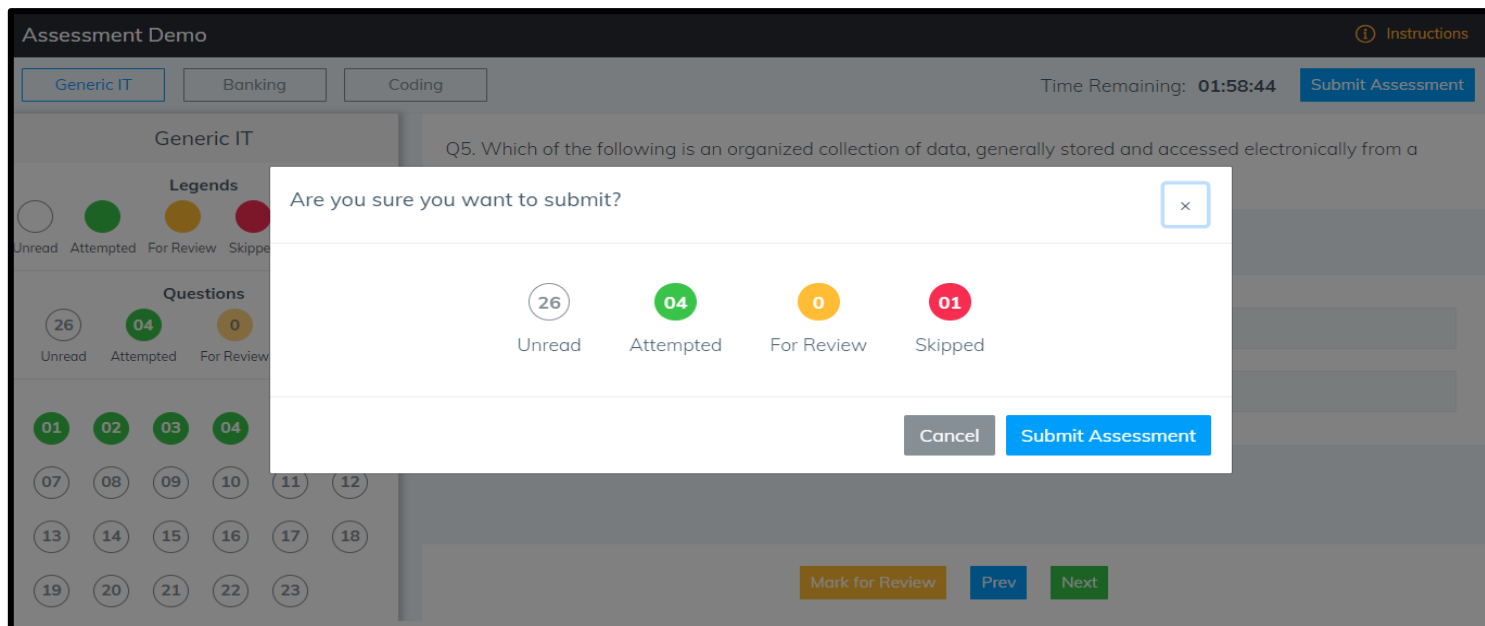 Assessment Demo
Instructions
Generic IT
Banking
Coding
Time Remaining: 01:58:44
Submit Assessment
Generic IT
Legends
Unread Attempted For Review Skippe
Questions
26 04 0
Unread Attempted For Review
01 02 03 04
07 08 09 10 11 12
13 14 15 16 17 18
19 20 21 22 23
Q5. Which of the following is an organized collection of data, generally stored and accessed electronically from a
Are you sure you want to submit?
×
26 04 0 01
Unread Attempted For Review Skipped
Cancel Submit Assessment
Mark for Review Prev Next